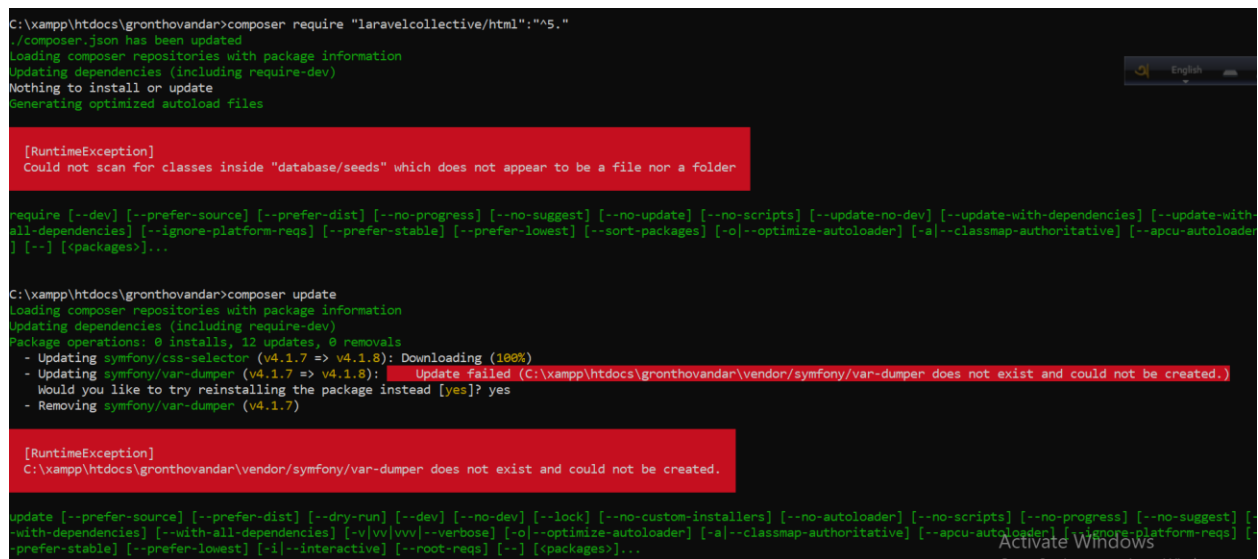 C:\xampp\htdocs\gronthovandar>composer require "laravelcollective/html":"^5."
./composer.json has been updated
Loading composer repositories with package information
Updating dependencies (including require-dev)
English
Nothing to install or update
Generating optimized autoload files
[RuntimeException]
Could not scan for classes inside "database/seeds" which does not appear to be a file nor a folder
require [--dev] [--prefer-source] [--prefer-dist] [--no-progress] [--no-suggest] [--no-update] [--no-scripts] [--update-no-dev] [--update-with-dependencies] [--update-with-
all-dependencies] [--ignore-platform-reqs] [--prefer-stable] [--prefer-lowest] [--sort-packages] [-o|--optimize-autoloader] [-a|--classmap-authoritative] [--apcu-autoloader
] [--] [<packages>]...
C:\xampp\htdocs\gronthovandar>composer update
Loading composer repositories with package information
Updating dependencies (including require-dev)
Package operations: 0 installs, 12 updates, 0 removals
- Updating symfony/css-selector (v4.1.7 => v4.1.8): Downloading (100%)
- Updating symfony/var-dumper (v4.1.7 => v4.1.8): Update failed (C:\xampp\htdocs\gronthovandar\vendor/symfony/var-dumper does not exist and could not be created.)
Would you like to try reinstalling the package instead [yes]? yes
- Removing symfony/var-dumper (v4.1.7)
[RuntimeException]
C:\xampp\htdocs\gronthovandar\vendor/symfony/var-dumper does not exist and could not be created.
update [--prefer-source] [--prefer-dist] [--dry-run] [--dev] [--no-dev] [--lock] [--no-custom-installers] [--no-autoloader] [--no-scripts] [--no-progress] [--no-suggest] [-
-with-dependencies] [--with-all-dependencies] [-v|vv|vvv|--verbose] [-o|--optimize-autoloader] [-a|--classmap-authoritative] [--apcu-autoloader] [--ignore-platform-reqs] [-
-prefer-stable] [--prefer-lowest] [-i|--interactive] [--root-reqs] [--] [<packages>]...
Activate Windows